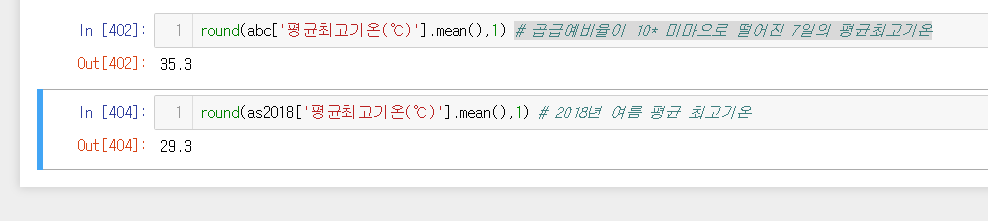 In [402]: 1 round(abc['평균최고기온(℃)'].mean(),1) # 곱급예비율이 10* 미마으로 떨어진 7일의 평균최고기온
Out[402]: 35.3
In [404]: 1 round(as2018['평균최고기온(℃)'].mean(),1) # 2018년 여름 평균 최고기온
Out[404]: 29.3